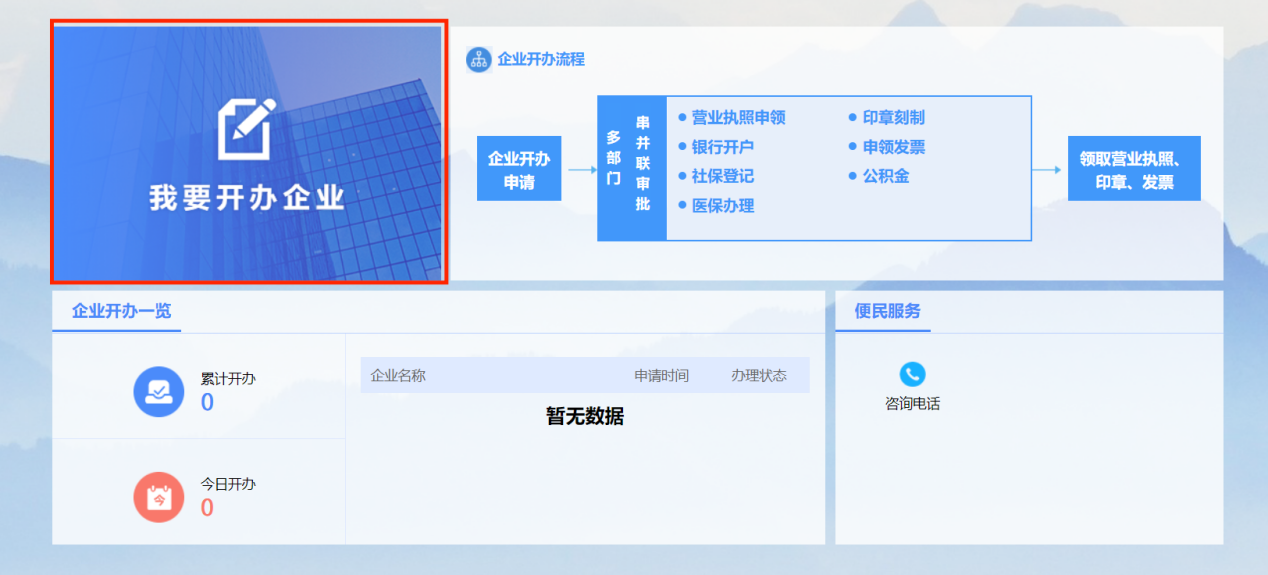 我要开办企业
企业开办流程
企业开办
申请
多部门
串并联审批
营业执照申领
印章刻制
银行开户
申领发票
社保登记
公积金
医保办理
领取营业执照、
印章、发票
企业开办一览
累计开办
0
今日开办
0
企业名称 申请时间 办理状态
暂无数据
便民服务
咨询电话
今